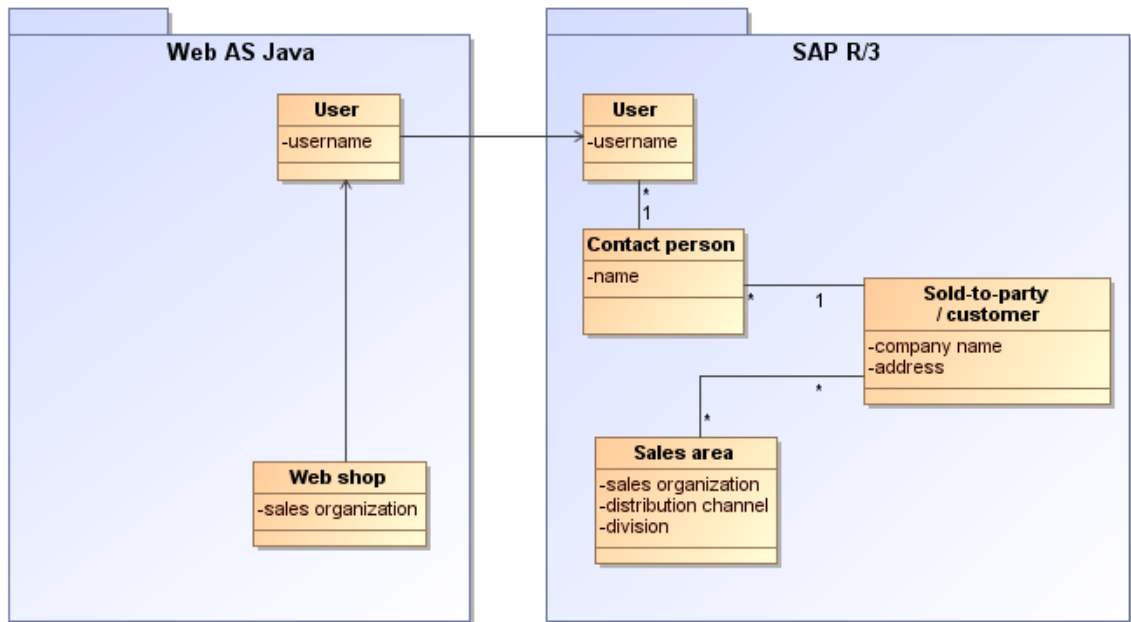 Web AS Java
User
-username
Web shop
-sales organization
SAP R/3
User
-username
*
1
Contact person
-name
*
1
Sold-to-party
/ customer
-company name
-address
*
*
Sales area
-sales organization
-distribution channel
-division